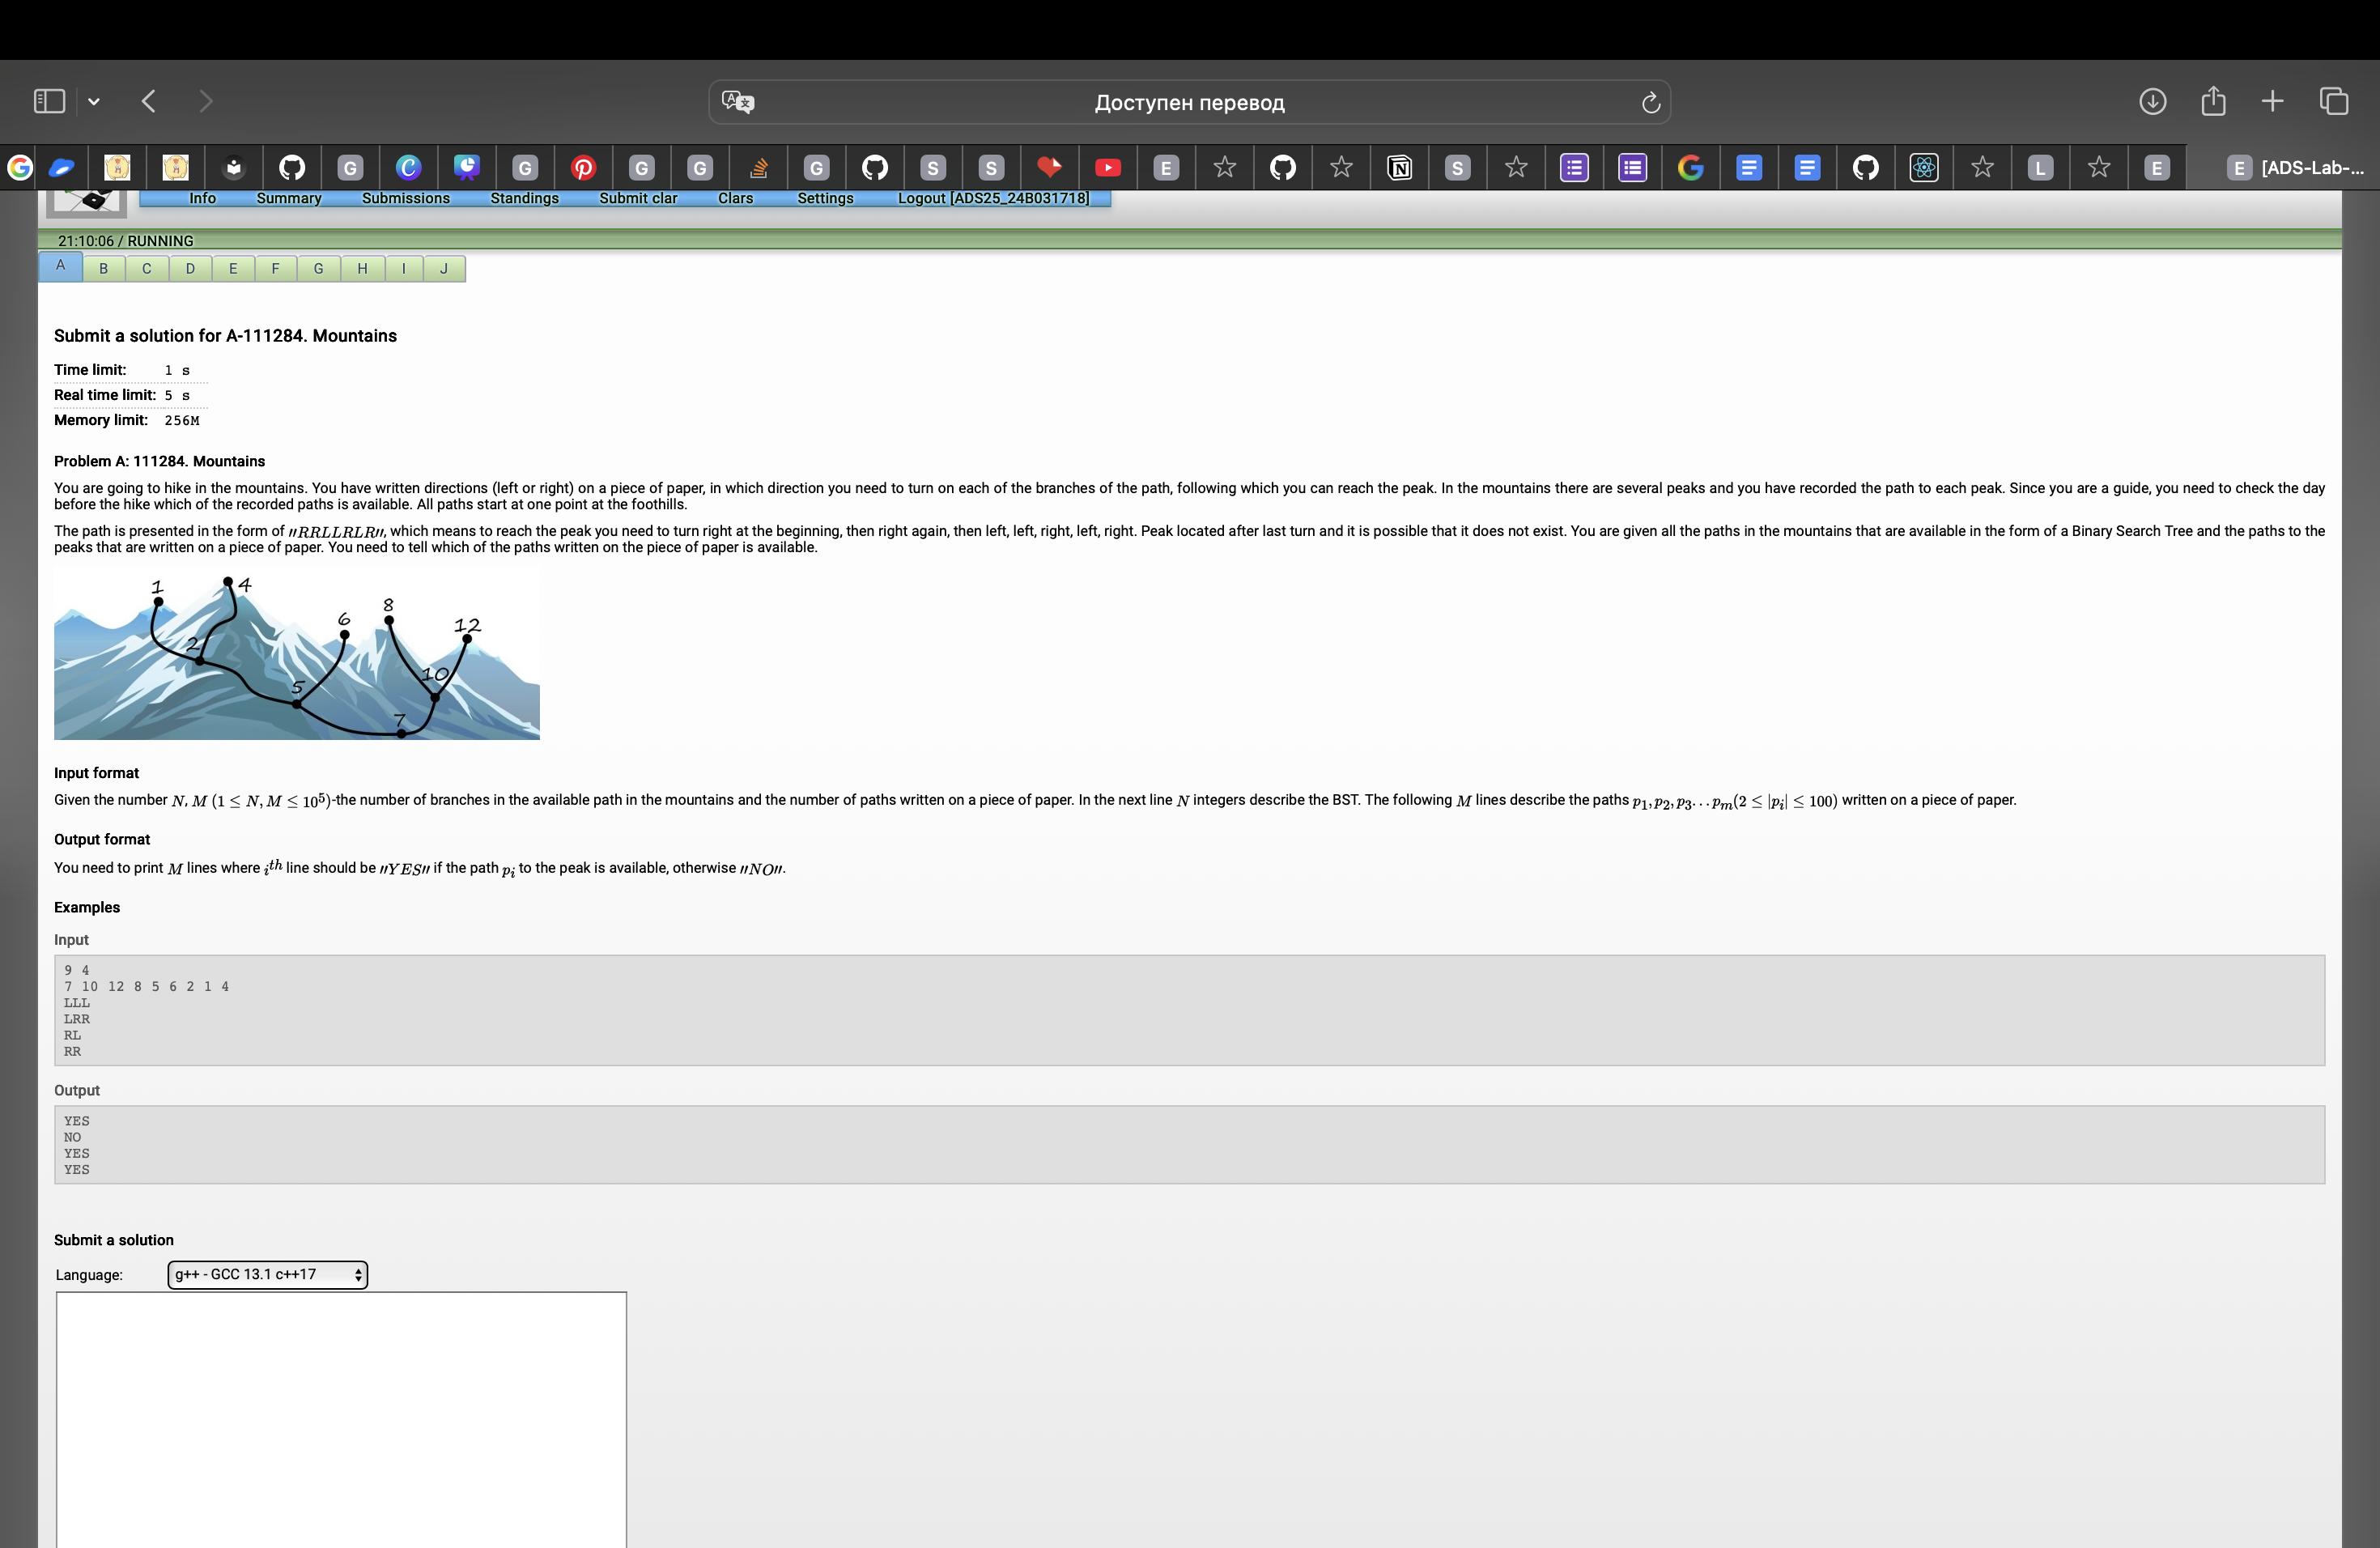 Доступен перевод
[ADS-Lab-...
Info Summary Submissions Standings Submit clar Clars Settings Logout [ADS25_24B031718]
21:10:06 / RUNNING
A B C D E F G H I J
Submit a solution for A-111284. Mountains
Time limit: 1 s
Real time limit: 5 s
Memory limit: 256M
Problem A: 111284. Mountains
You are going to hike in the mountains. You have written directions (left or right) on a piece of paper, in which direction you need to turn on each of the branches of the path, following which you can reach the peak. In the mountains there are several peaks and you have recorded the path to each peak. Since you are a guide, you need to check the day
before the hike which of the recorded paths is available. All paths start at one point at the foothills.
The path is presented in the form of "RRLLRLR", which means to reach the peak you need to turn right at the beginning, then right again, then left, left, right, left, right. Peak located after last turn and it is possible that it does not exist. You are given all the paths in the mountains that are available in the form of a Binary Search Tree and the paths to the
peaks that are written on a piece of paper. You need to tell which of the paths written on the piece of paper is available.
1 4
6 8 12
2
10
5
7
Input format
Given the number N, M (1 ≤ N, M ≤ 10⁵)-the number of branches in the available path in the mountains and the number of paths written on a piece of paper. In the next line N integers describe the BST. The following M lines describe the paths p₁, p₂, p₃...pₘ(2 ≤ |pᵢ| ≤ 100) written on a piece of paper.
Output format
You need to print M lines where iᵗʰ line should be "YES" if the path pᵢ to the peak is available, otherwise "NO".
Examples
Input
9 4
7 10 12 8 5 6 2 1 4
LLL
LRR
RL
RR
Output
YES
NO
YES
YES
Submit a solution
Language: g++ - GCC 13.1 c++17